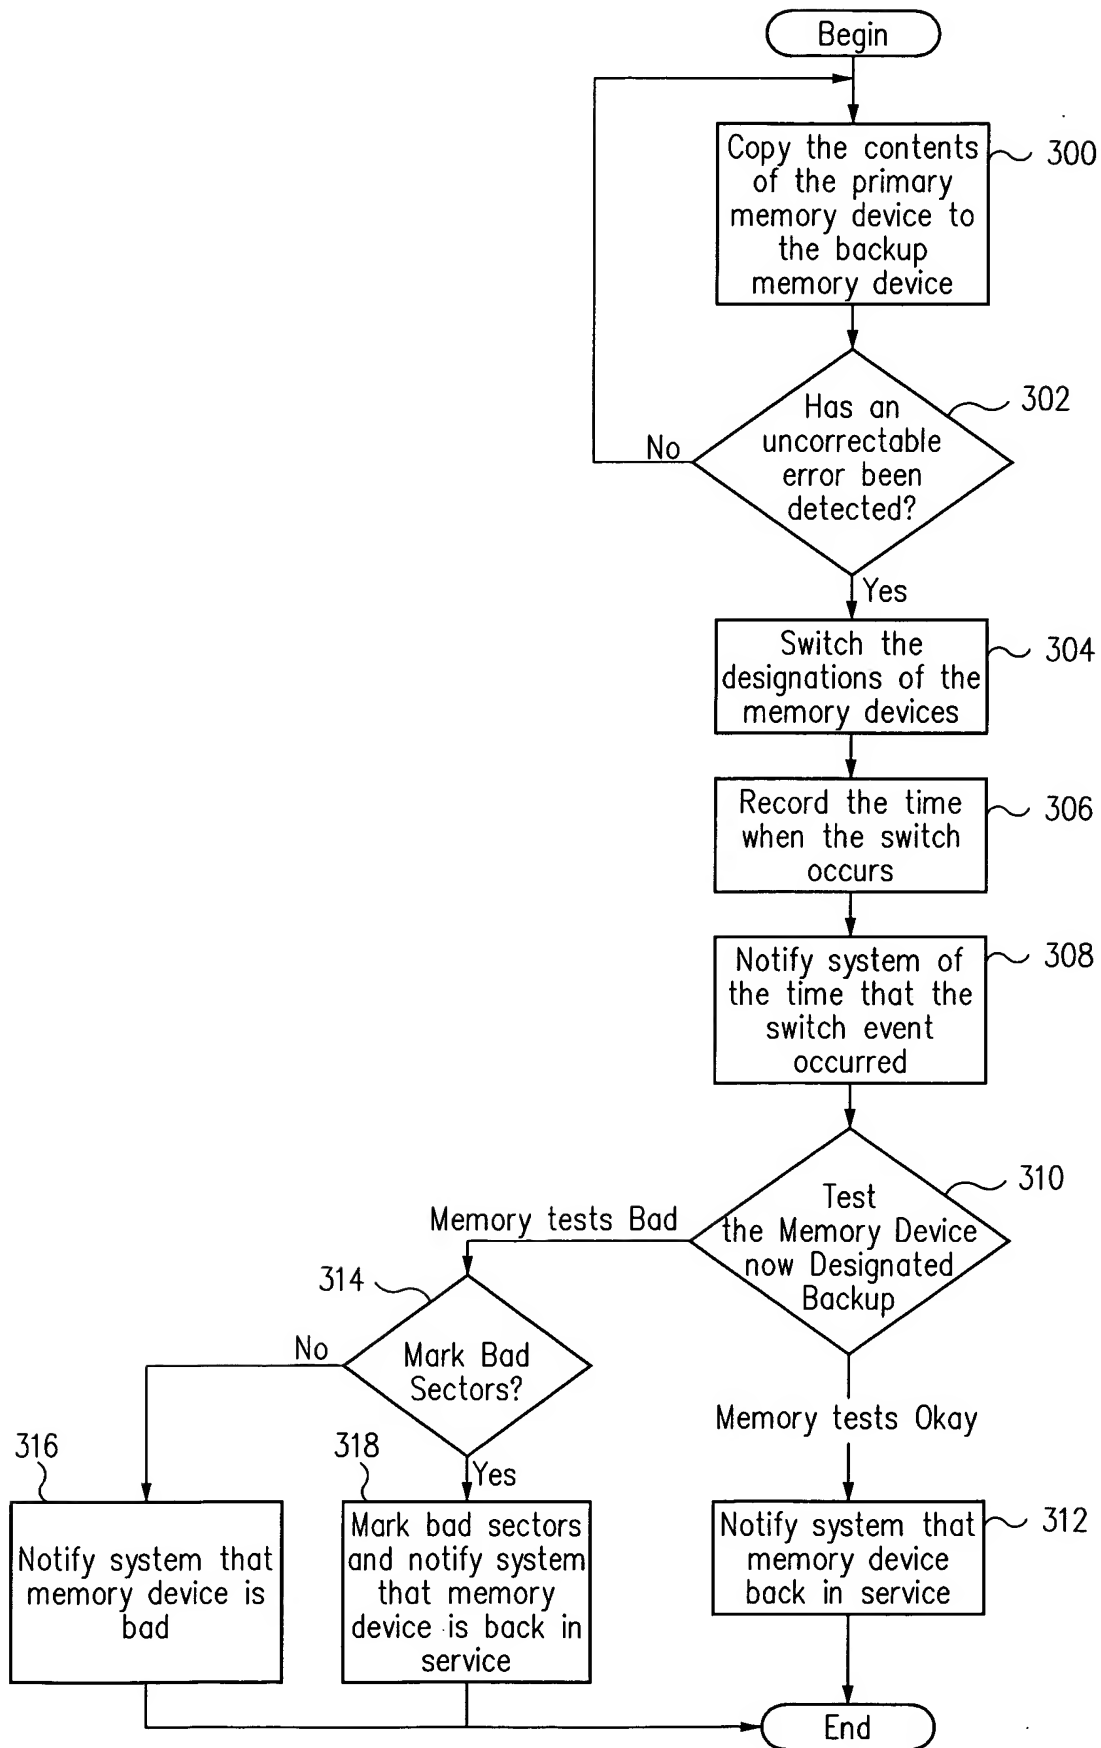 Begin
Copy the contents
of the primary
memory device to
the backup
memory device
300
Has an
uncorrectable
error been
detected?
302
No
Yes
Switch the
designations of the
memory devices
304
Record the time
when the switch
occurs
306
Notify system of
the time that the
switch event
occurred
308
Test
the Memory Device
now Designated
Backup
310
Memory tests Bad
314
Mark Bad
Sectors?
No
Yes
Memory tests Okay
316
Notify system that
memory device is
bad
318
Mark bad sectors
and notify system
that memory
device is back in
service
Notify system that
memory device
back in service
312
End